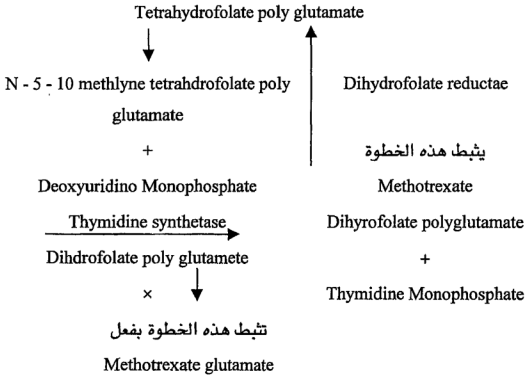 Tetrahydrofolate poly glutamate
N - 5 - 10 methlyne tetrahdrofolate poly
glutamate
+
Deoxyuridino Monophosphate
Thymidine synthetase
Dihdrofolate poly glutamete
×
تثبط هذه الخطوة بفعل
Methotrexate glutamate
Dihydrofolate reductae
يثبط هذه الخطوة
Methotrexate
Dihyrofolate polyglutamate
+
Thymidine Monophosphate